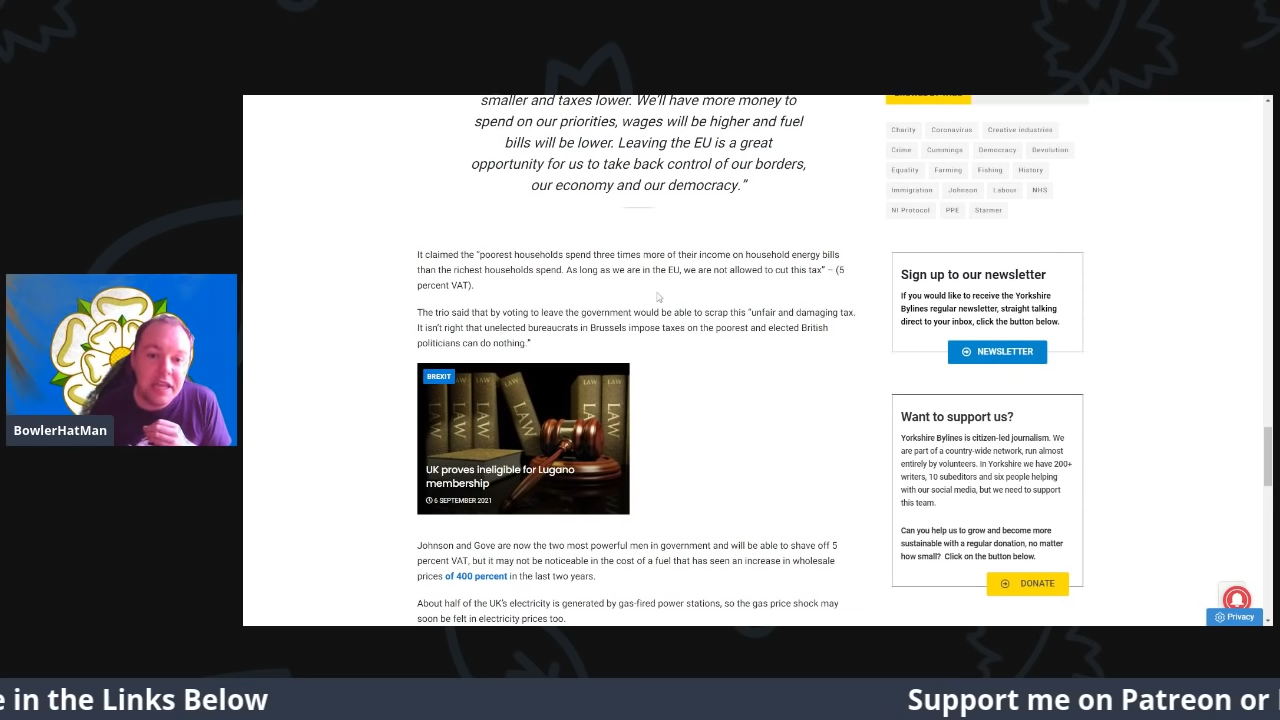 smaller and taxes lower. We'll have more money to
spend on our priorities, wages will be higher and fuel
bills will be lower. Leaving the EU is a great
opportunity for us to take back control of our borders,
our economy and our democracy.”
It claimed the “poorest households spend three times more of their income on household energy bills
than the richest households spend. As long as we are in the EU, we are not allowed to cut this tax” – (5
percent VAT).
The trio said that by voting to leave the government would be able to scrap this “unfair and damaging tax.
It isn’t right that unelected bureaucrats in Brussels impose taxes on the poorest and elected British
politicians can do nothing.”
BREXIT
LAW LAW LAW LAW LAW LAW
UK proves ineligible for Lugano
membership
6 SEPTEMBER 2021
Johnson and Gove are now the two most powerful men in government and will be able to shave off 5
percent VAT, but it may not be noticeable in the cost of a fuel that has seen an increase in wholesale
prices of 400 percent in the last two years.
About half of the UK’s electricity is generated by gas-fired power stations, so the gas price shock may
soon be felt in electricity prices too.
Charity Coronavirus Creative industries
Crime Cummings Democracy Devolution
Equality Farming Fishing History
Immigration Johnson Labour NHS
NI Protocol PPE Starmer
Sign up to our newsletter
If you would like to receive the Yorkshire
Bylines regular newsletter, straight talking
direct to your inbox, click the button below.
NEWSLETTER
Want to support us?
Yorkshire Bylines is citizen-led journalism. We
are part of a country-wide network, run almost
entirely by volunteers. In Yorkshire we have 200+
writers, 10 subeditors and six people helping
with our social media, but we need to support
this team.
Can you help us to grow and become more
sustainable with a regular donation, no matter
how small? Click on the button below.
DONATE
Privacy
BowlerHatMan
e in the Links Below
Support me on Patreon or